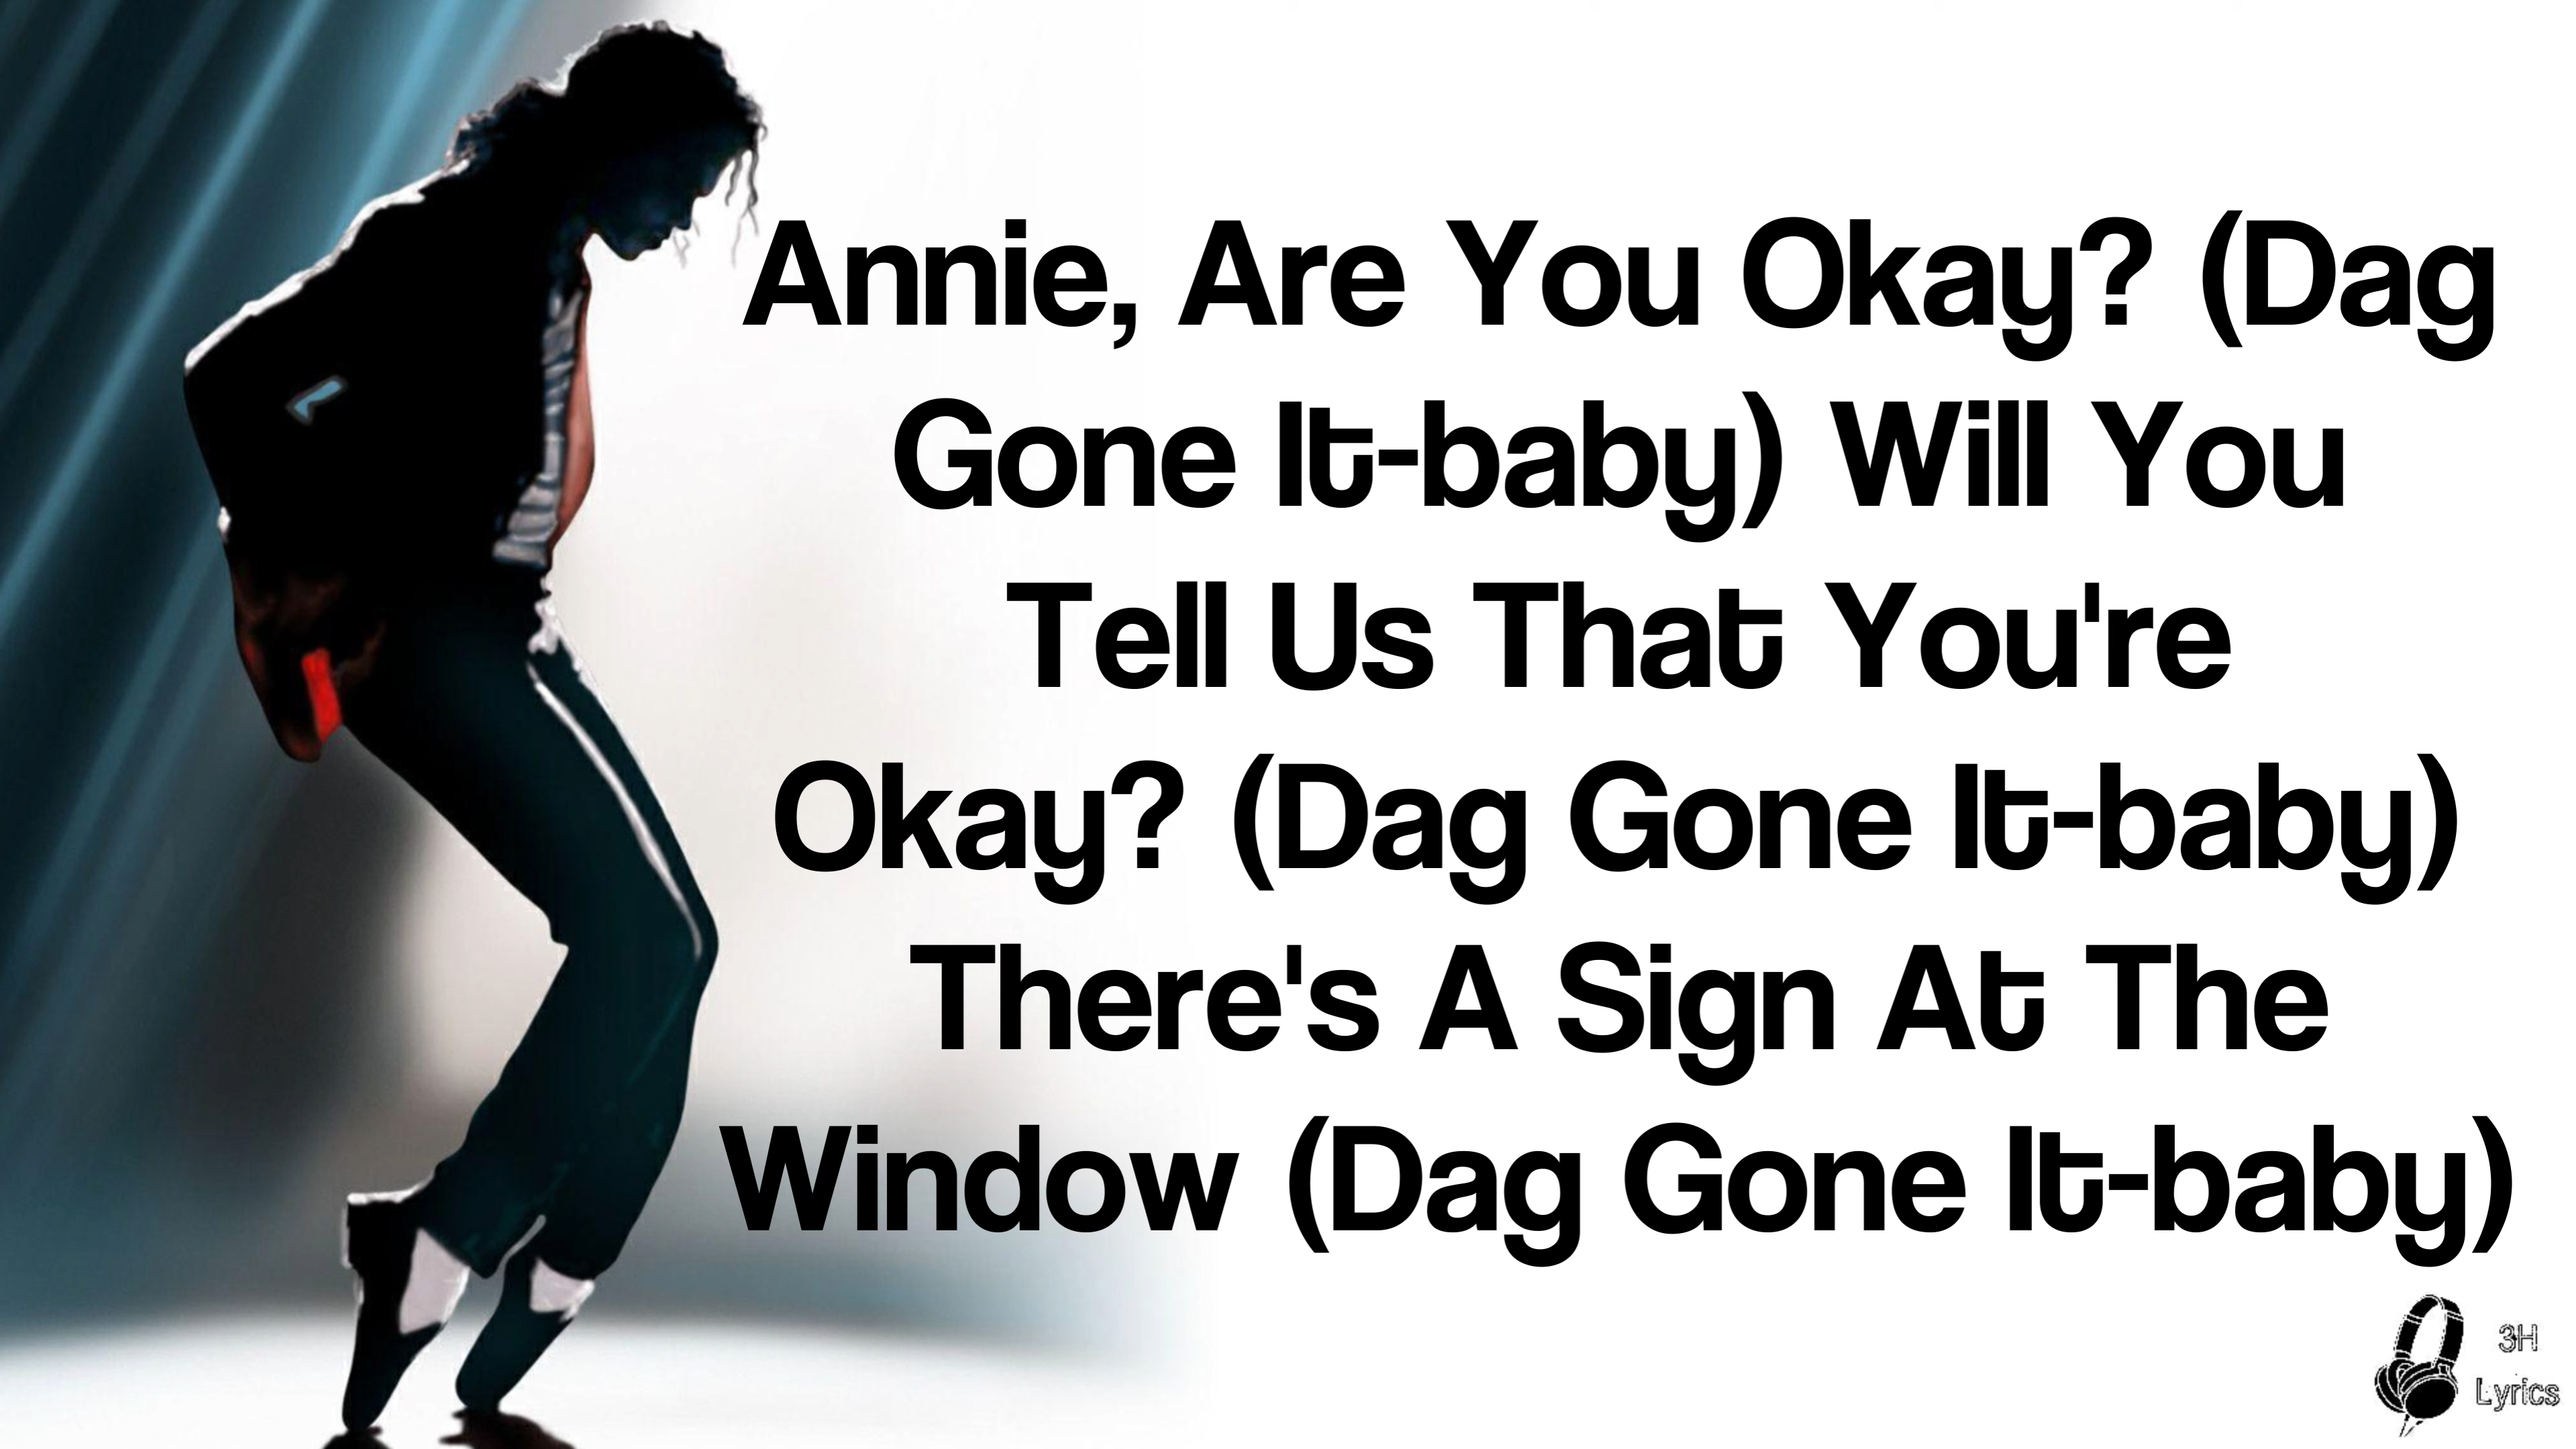 Annie, Are You Okay? (Dag
Gone It-baby) Will You
Tell Us That You're
Okay? (Dag Gone It-baby)
There's A Sign At The
Window (Dag Gone It-baby)
3H
Lyrics